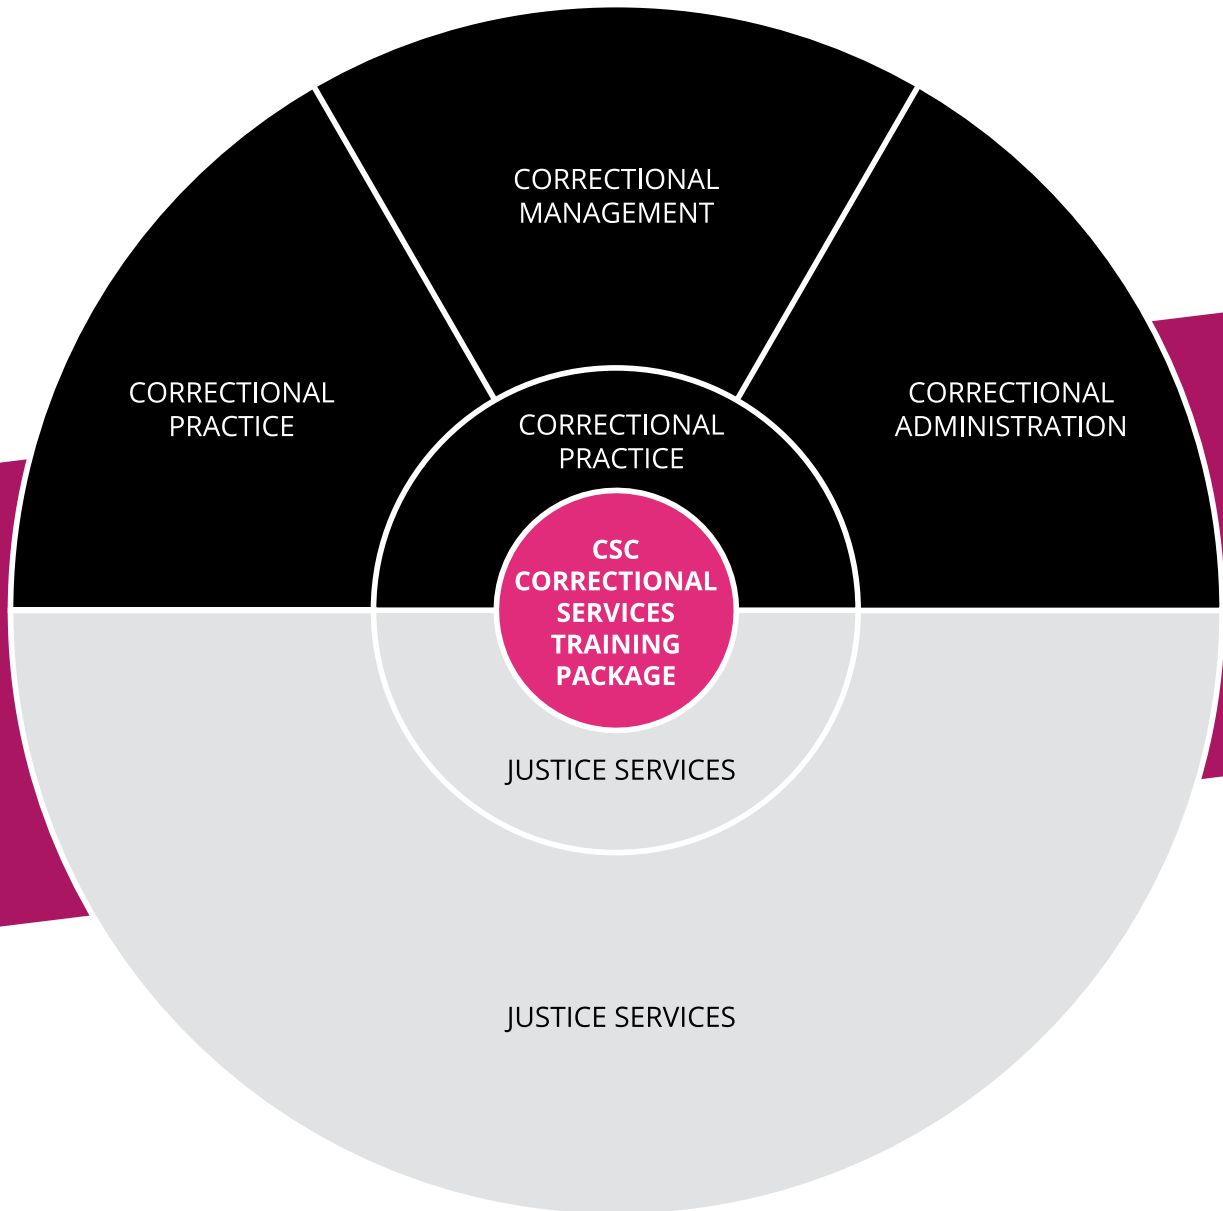 CORRECTIONAL
MANAGEMENT
CORRECTIONAL
PRACTICE
CORRECTIONAL
ADMINISTRATION
CORRECTIONAL
PRACTICE
CSC
CORRECTIONAL
SERVICES
TRAINING
PACKAGE
JUSTICE SERVICES
JUSTICE SERVICES